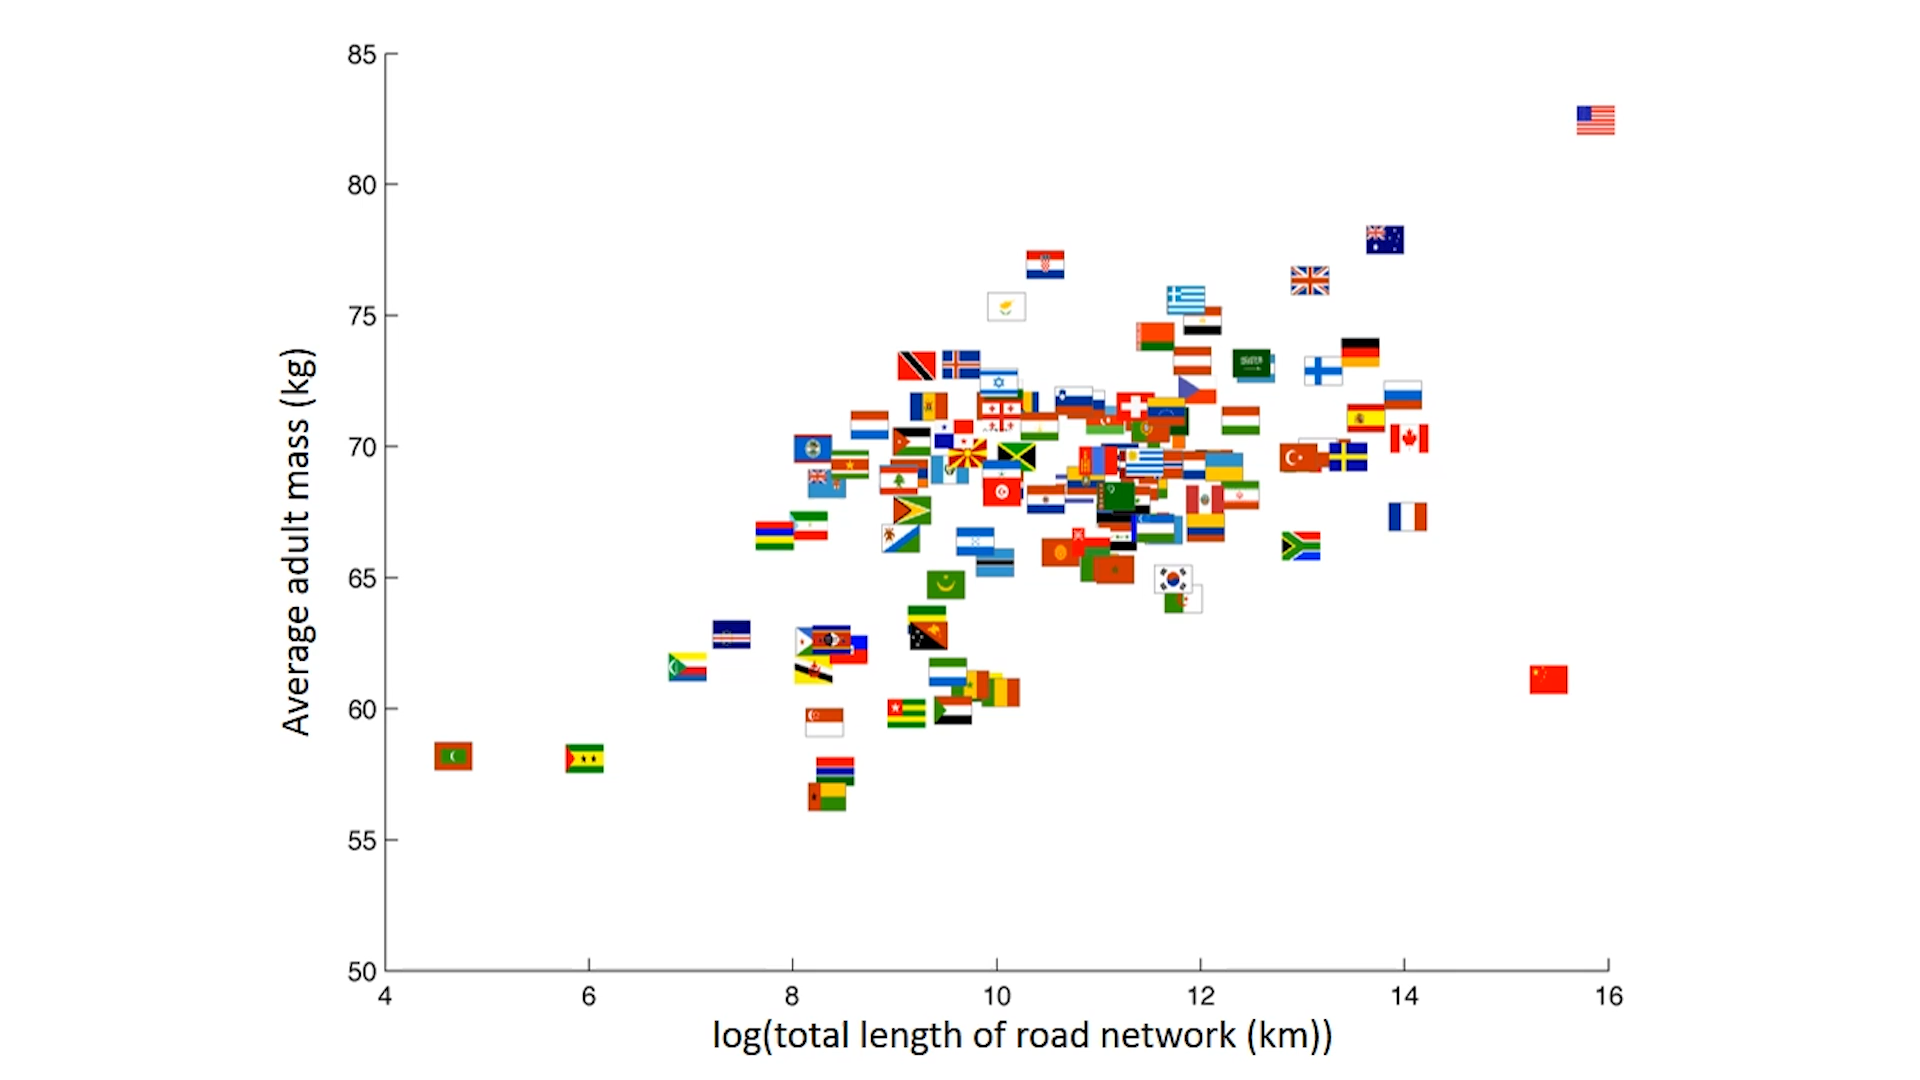 85
80
75
70
65
60
55
50
Average adult mass (kg)
4 6 8 10 12 14 16
log(total length of road network (km))